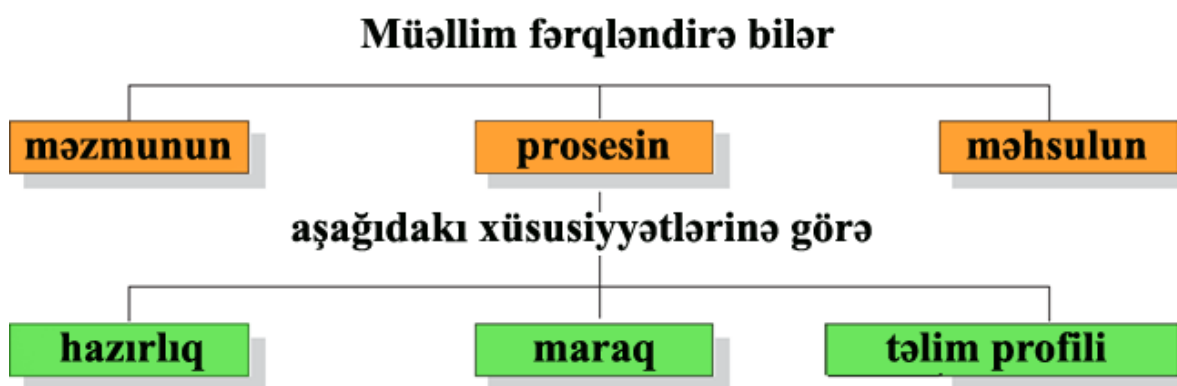 Müəllim fərqləndirə bilər
məzmunun
prosesin
məhsulun
aşağıdakı xüsusiyyətlərinə görə
hazırlıq
maraq
təlim profili